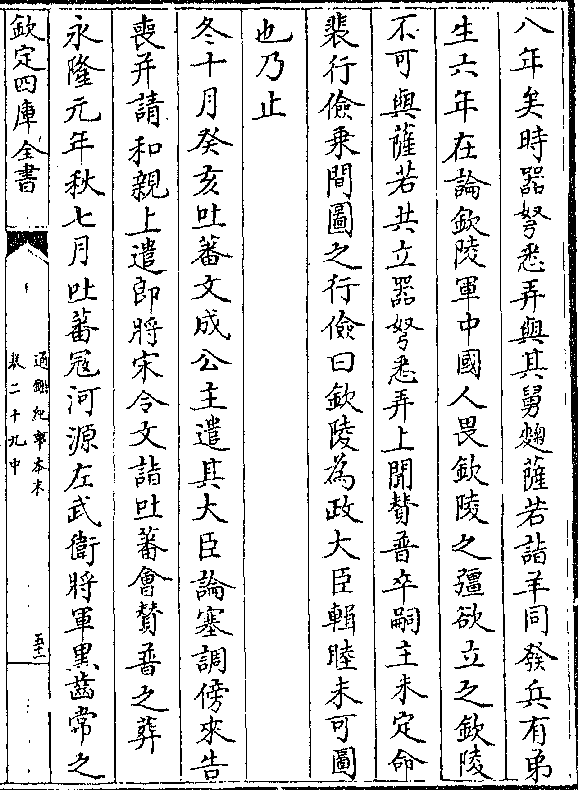 八年矣時器弩悉弄與其舅麴薩若詣羊同發兵有弟
生六年在論欽陵軍中國人畏欽陵之彊欲立之欽陵
不可與薩若共立器弩悉弄上聞賛普卒嗣主未定命
裴行儉乗間圖之行儉曰欽陵為政大臣輯睦未可圖
也乃止
冬十月癸亥吐蕃文成公主遣其大臣論塞調傍來告
喪并請和親上遣郎將宋令文詣吐蕃會賛普之葬
永隆元年秋七月吐蕃冦河源左武衛將軍黒齒常之
欽定四庫全書
通鑑紀事本末
卷二十九中
五十二